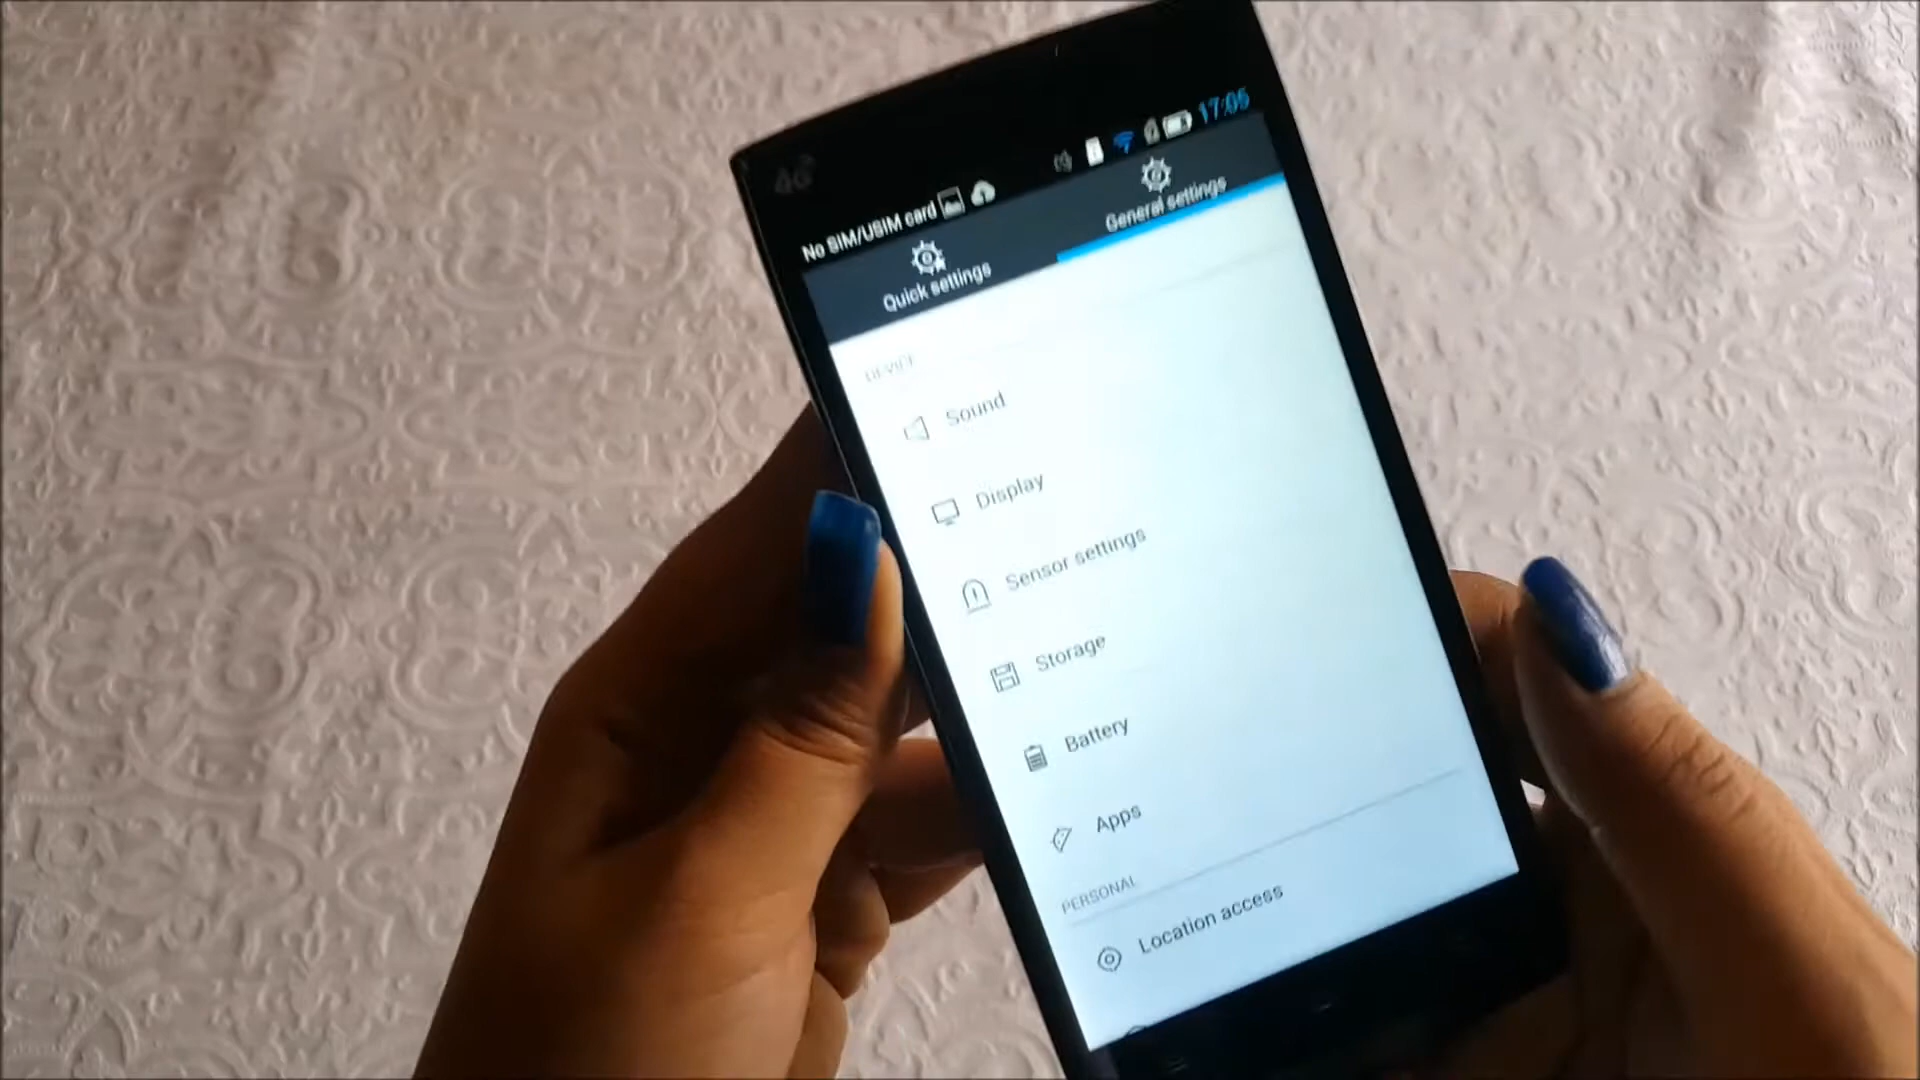 4G
No SIM/USIM card
17:05
Quick settings
General settings
DEVICE
Sound
Display
Sensor settings
Storage
Battery
Apps
PERSONAL
Location access